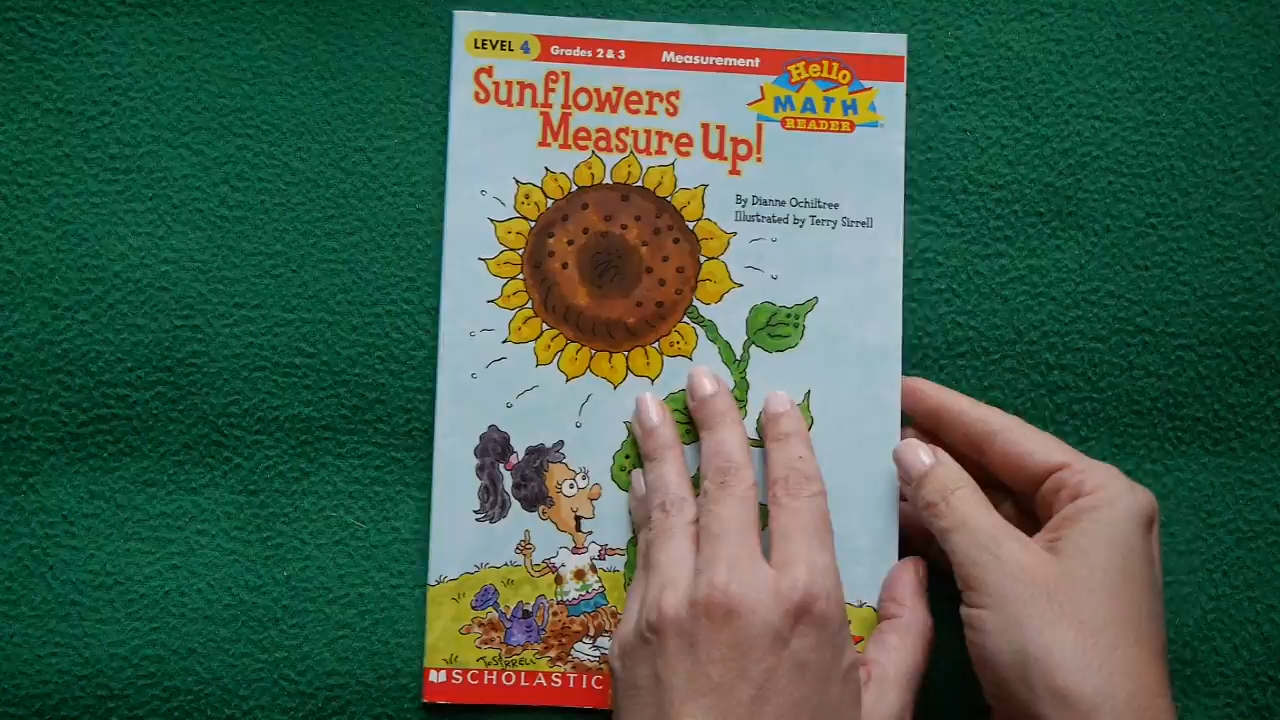 LEVEL 4 Grades 2 & 3 Measurement
Hello
MATH
READER
Sunflowers
Measure Up!
By Dianne Ochiltree
Illustrated by Terry Sirrell
T. SIRRELL
SCHOLASTIC